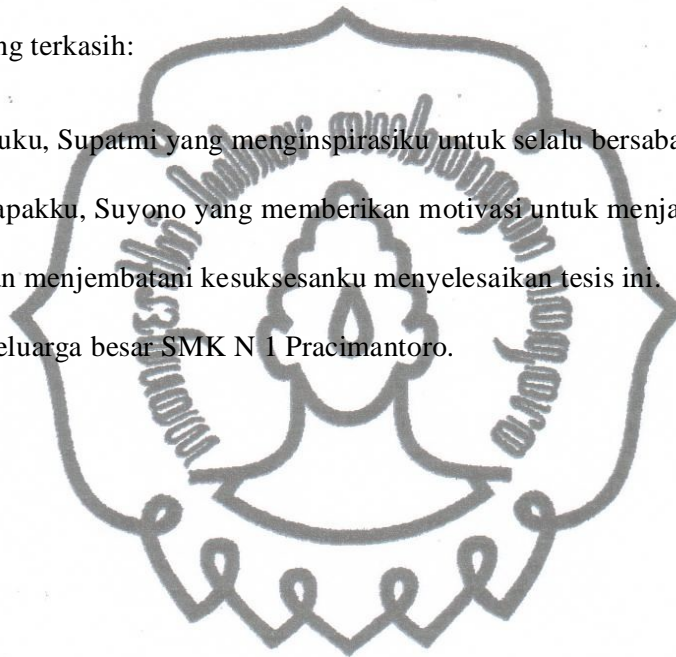 ng terkasih:
uku, Supatmi yang menginspirasiku untuk selalu bersaba
apakku, Suyono yang memberikan motivasi untuk menja
an menjembatani kesuksesanku menyelesaikan tesis ini.
eluarga besar SMK N 1 Pracimantoro.